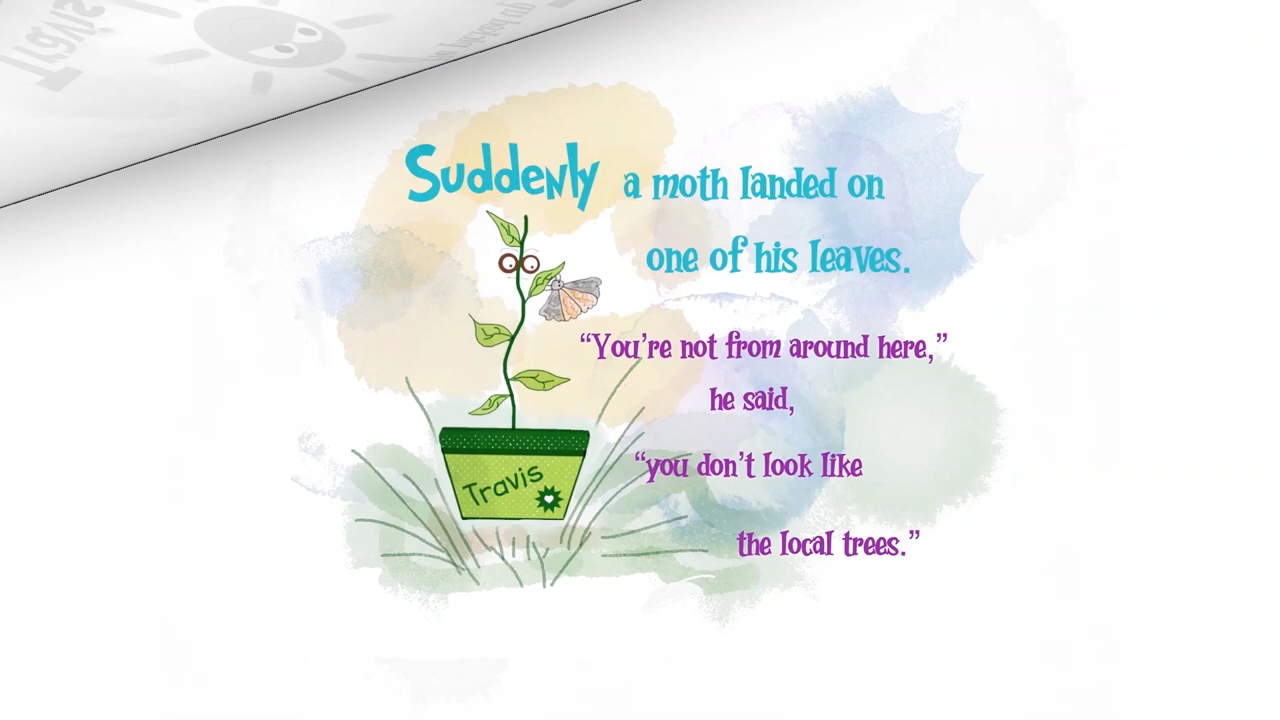 Suddenly a moth landed on
one of his leaves.
“You’re not from around here,”
he said,
“you don’t look like
the local trees.”
Travis